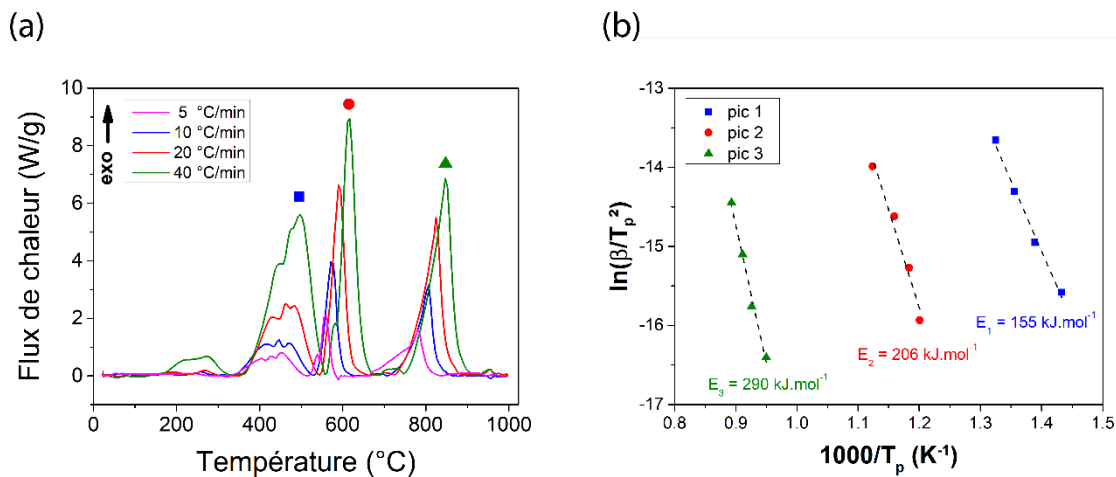 (a)
(b)
Flux de chaleur (W/g)
10
8
6
4
2
0
exo
5 °C/min
10 °C/min
20 °C/min
40 °C/min
0
200
400
600
800
1000
Température (°C)
ln(β/Tp²)
-13
-14
-15
-16
-17
pic 1
pic 2
pic 3
E1 = 155 kJ.mol-1
E2 = 206 kJ.mol-1
E3 = 290 kJ.mol-1
0.8
0.9
1.0
1.1
1.2
1.3
1.4
1.5
1000/Tp (K-1)